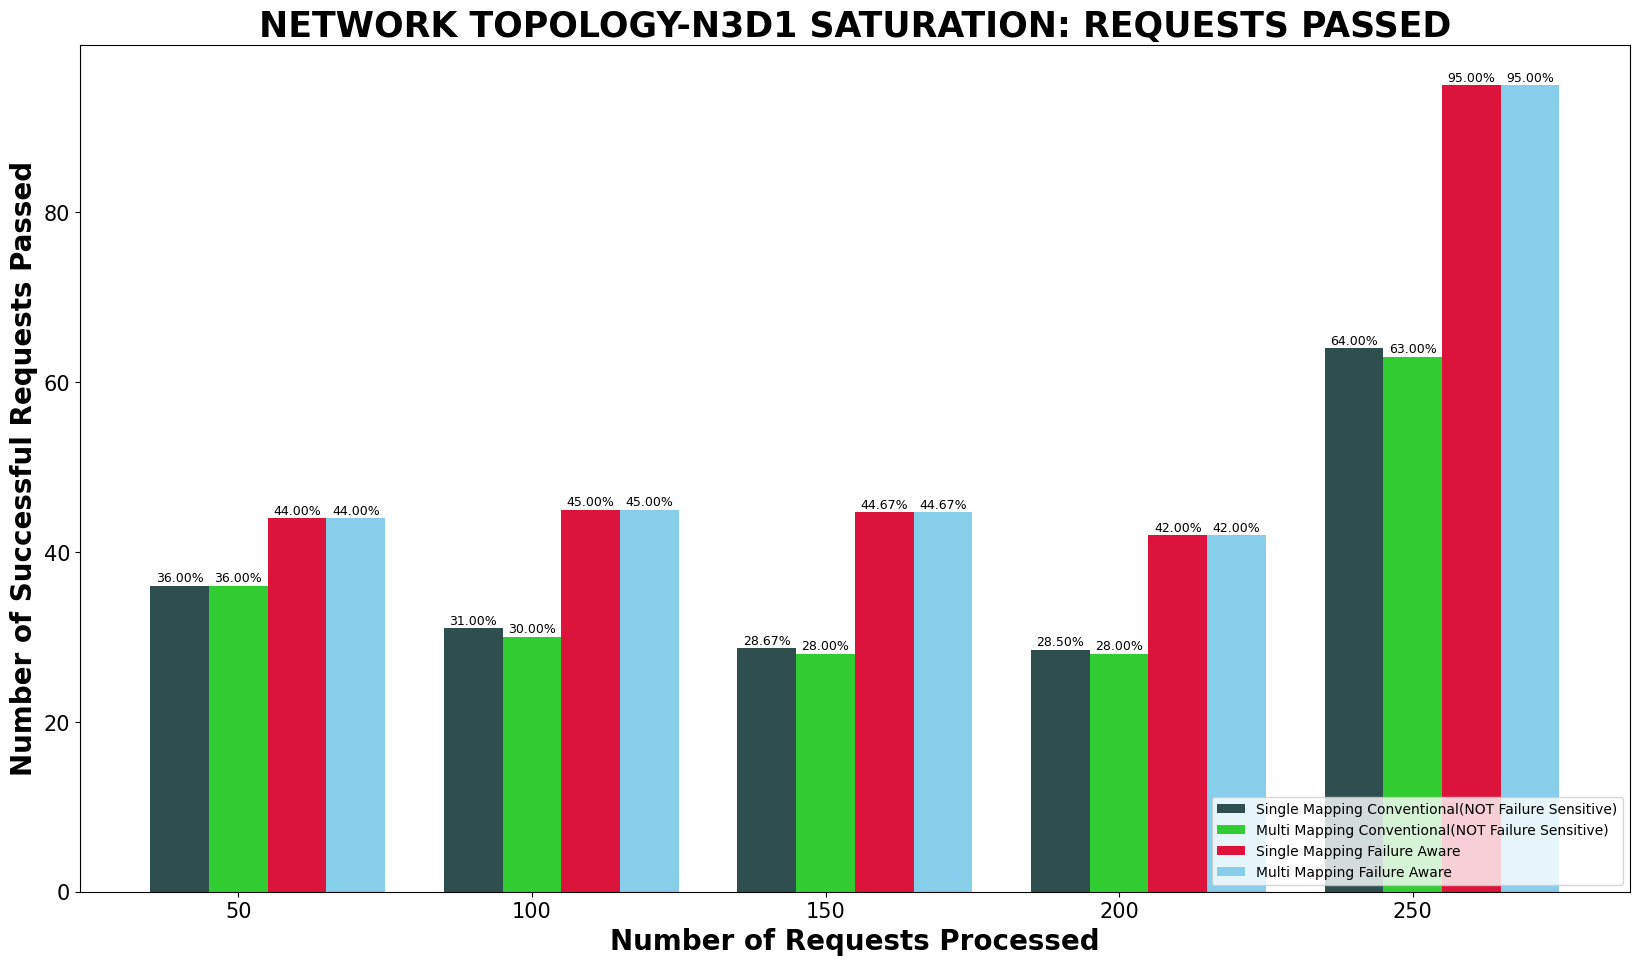 NETWORK TOPOLOGY-N3D1 SATURATION: REQUESTS PASSED
Number of Successful Requests Passed
80
60
40
20
0
36.00% 36.00% 44.00% 44.00%
31.00% 30.00% 45.00% 45.00%
28.67% 28.00% 44.67% 44.67%
28.50% 28.00% 42.00% 42.00%
64.00% 63.00% 95.00% 95.00%
Single Mapping Conventional(NOT Failure Sensitive)
Multi Mapping Conventional(NOT Failure Sensitive)
Single Mapping Failure Aware
Multi Mapping Failure Aware
50 100 150 200 250
Number of Requests Processed